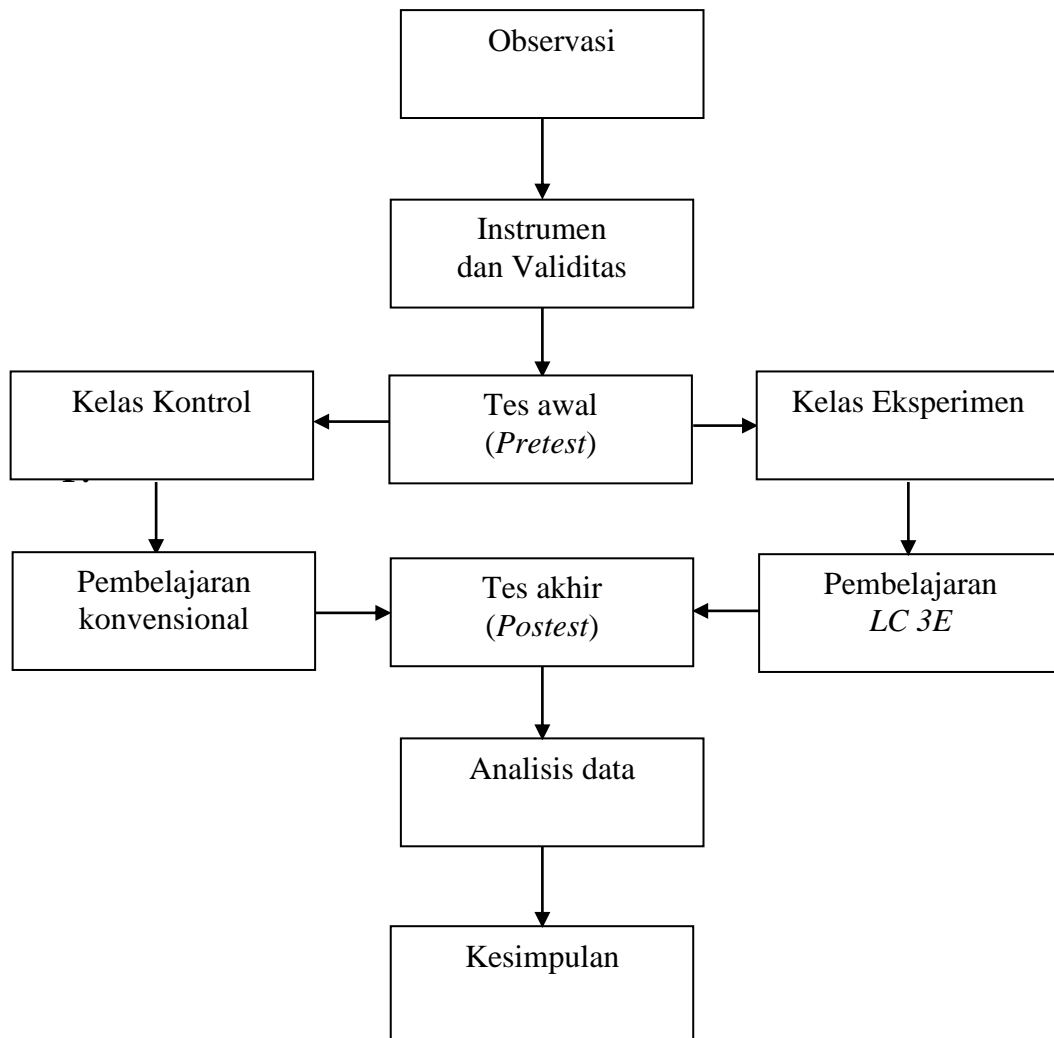 Observasi
Instrumen
dan Validitas
Kelas Kontrol
Tes awal
(Pretest)
Kelas Eksperimen
Pembelajaran
konvensional
Tes akhir
(Postest)
Pembelajaran
LC 3E
Analisis data
Kesimpulan